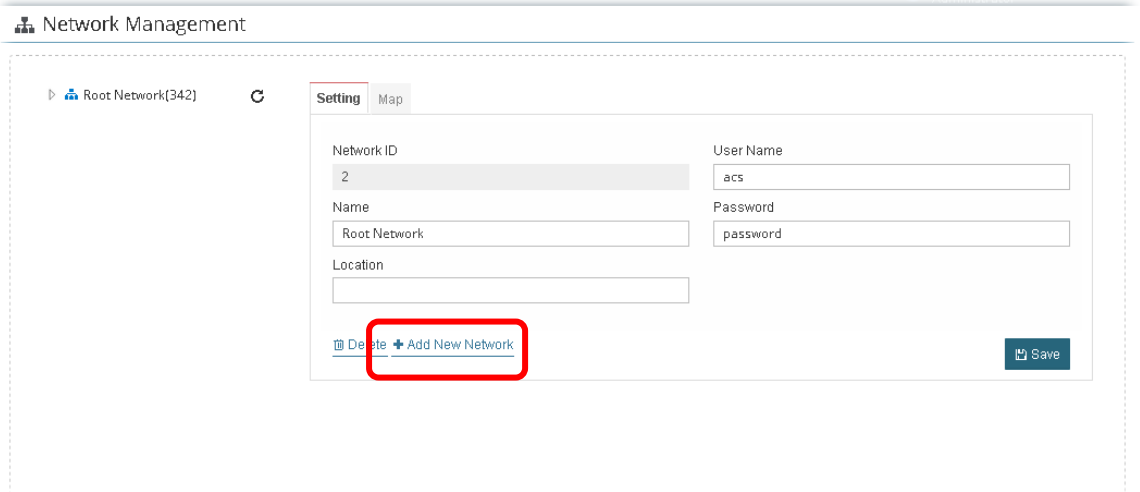 Network Management
Root Network(342)
Setting
Map
Network ID
User Name
2
acs
Name
Password
Root Network
password
Location
Delete
Add New Network
Save